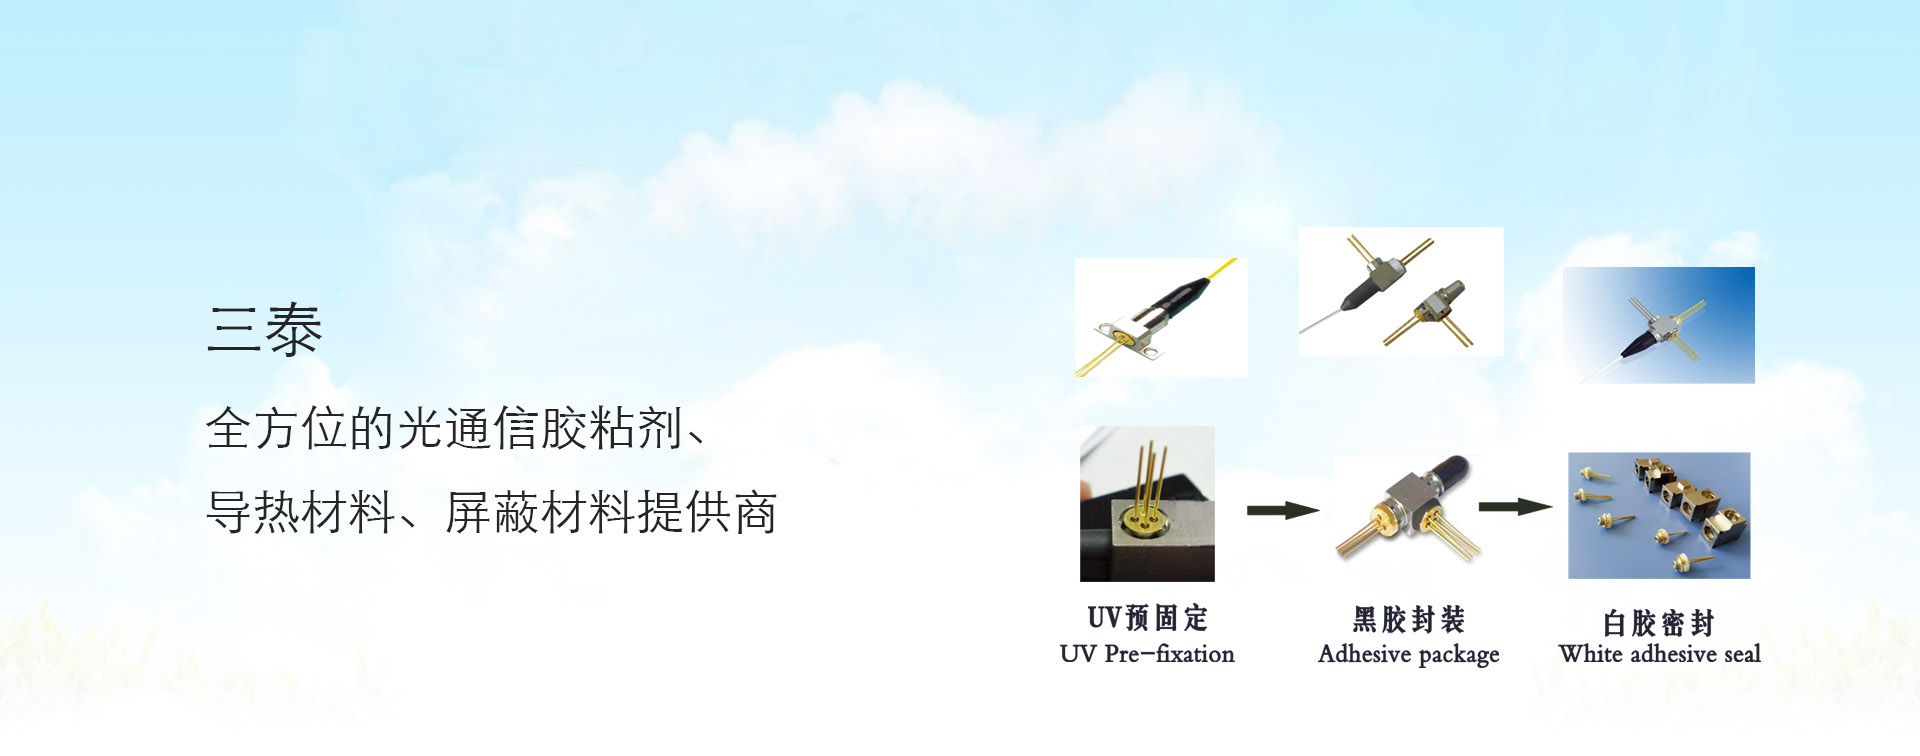 三泰
全方位的光通信胶粘剂、
导热材料、屏蔽材料提供商
UV预固定
UV Pre-fixation
黑胶封装
Adhesive package
白胶密封
White adhesive seal